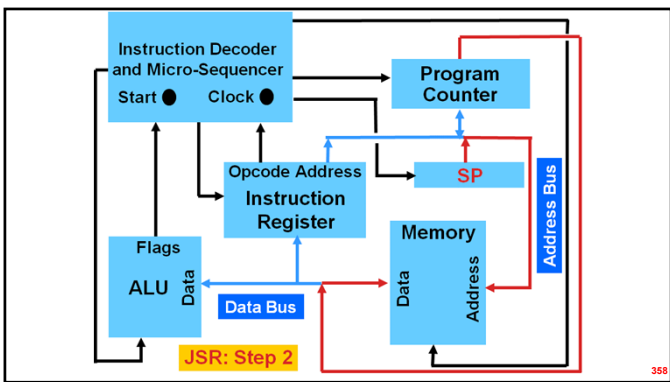 Instruction Decoder
and Micro-Sequencer
Start
Clock
Program
Counter
Opcode Address
Instruction
Register
SP
Address Bus
Flags
ALU
Data
Data Bus
Memory
Data
Address
JSR: Step 2
358